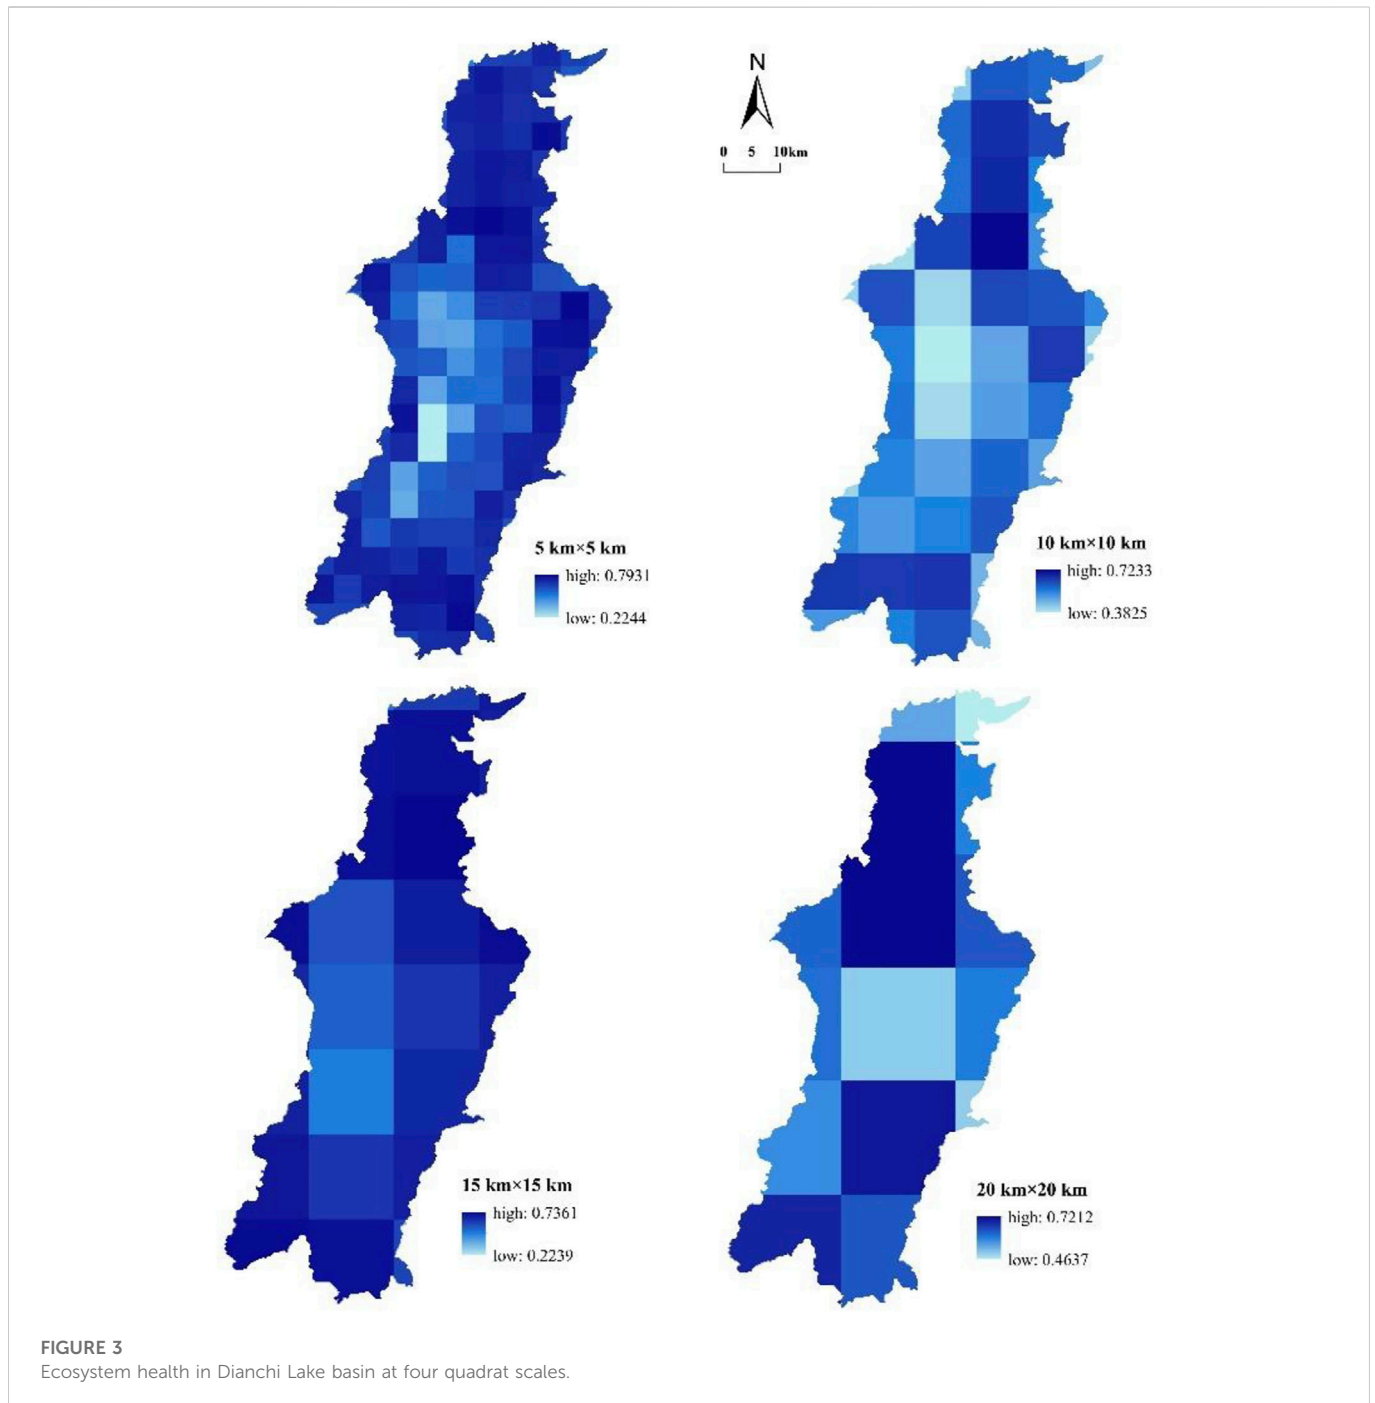 N
0 5 10km
5 km×5 km
high: 0.7931
low: 0.2244
10 km×10 km
high: 0.7233
low: 0.3825
15 km×15 km
high: 0.7361
low: 0.2239
20 km×20 km
high: 0.7212
low: 0.4637
FIGURE 3
Ecosystem health in Dianchi Lake basin at four quadrat scales.